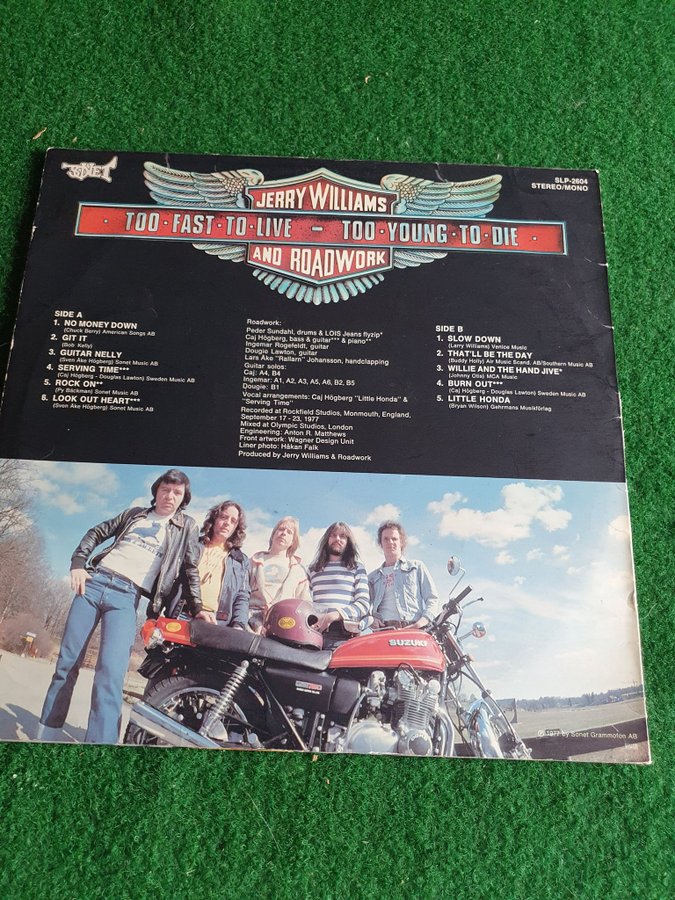 SONET
SLP-2604
STEREO/MONO
JERRY WILLIAMS
TOO·FAST·TO·LIVE – TOO·YOUNG·TO·DIE
AND ROADWORK
SIDE A
1. NO MONEY DOWN
(Chuck Berry) American Songs AB
2. GIT IT
(Bob Kelly)
3. GUITAR NELLY
(Sven Åke Högberg) Sonet Music AB
4. SERVING TIME***
(Caj Högberg - Douglas Lawton) Sweden Music AB
5. ROCK ON**
(Py Bäckman) Sonet Music AB
6. LOOK OUT HEART***
(Sven Åke Högberg) Sonet Music AB
Roadwork:
Peder Sundahl, drums & LOIS Jeans flyzip*
Caj Högberg, bass & guitar*** & piano**
Ingemar Rogefeldt, guitar
Dougie Lawton, guitar
Lars Åke "Rallarn" Johansson, handclapping
Guitar solos:
Caj: A4, B4
Ingemar: A1, A2, A3, A5, A6, B2, B5
Dougie: B1
Vocal arrangements: Caj Högberg "Little Honda" &
"Serving Time"
Recorded at Rockfield Studios, Monmouth, England,
September 17 - 23, 1977
Mixed at Olympic Studios, London
Engineering: Anton R. Matthews
Front artwork: Wagner Design Unit
Liner photo: Håkan Falk
Produced by Jerry Williams & Roadwork
SIDE B
1. SLOW DOWN
(Larry Williams) Venice Music
2. THAT'LL BE THE DAY
(Buddy Holly) Air Music Scand. AB/Southern Music AB
3. WILLIE AND THE HAND JIVE*
(Johnny Otis) MCA Music
4. BURN OUT***
(Caj Högberg - Douglas Lawton) Sweden Music AB
5. LITTLE HONDA
(Bryan Wilson) Gehrmans Musikförlag
SUZUKI
℗ 1977 by Sonet Grammofon AB